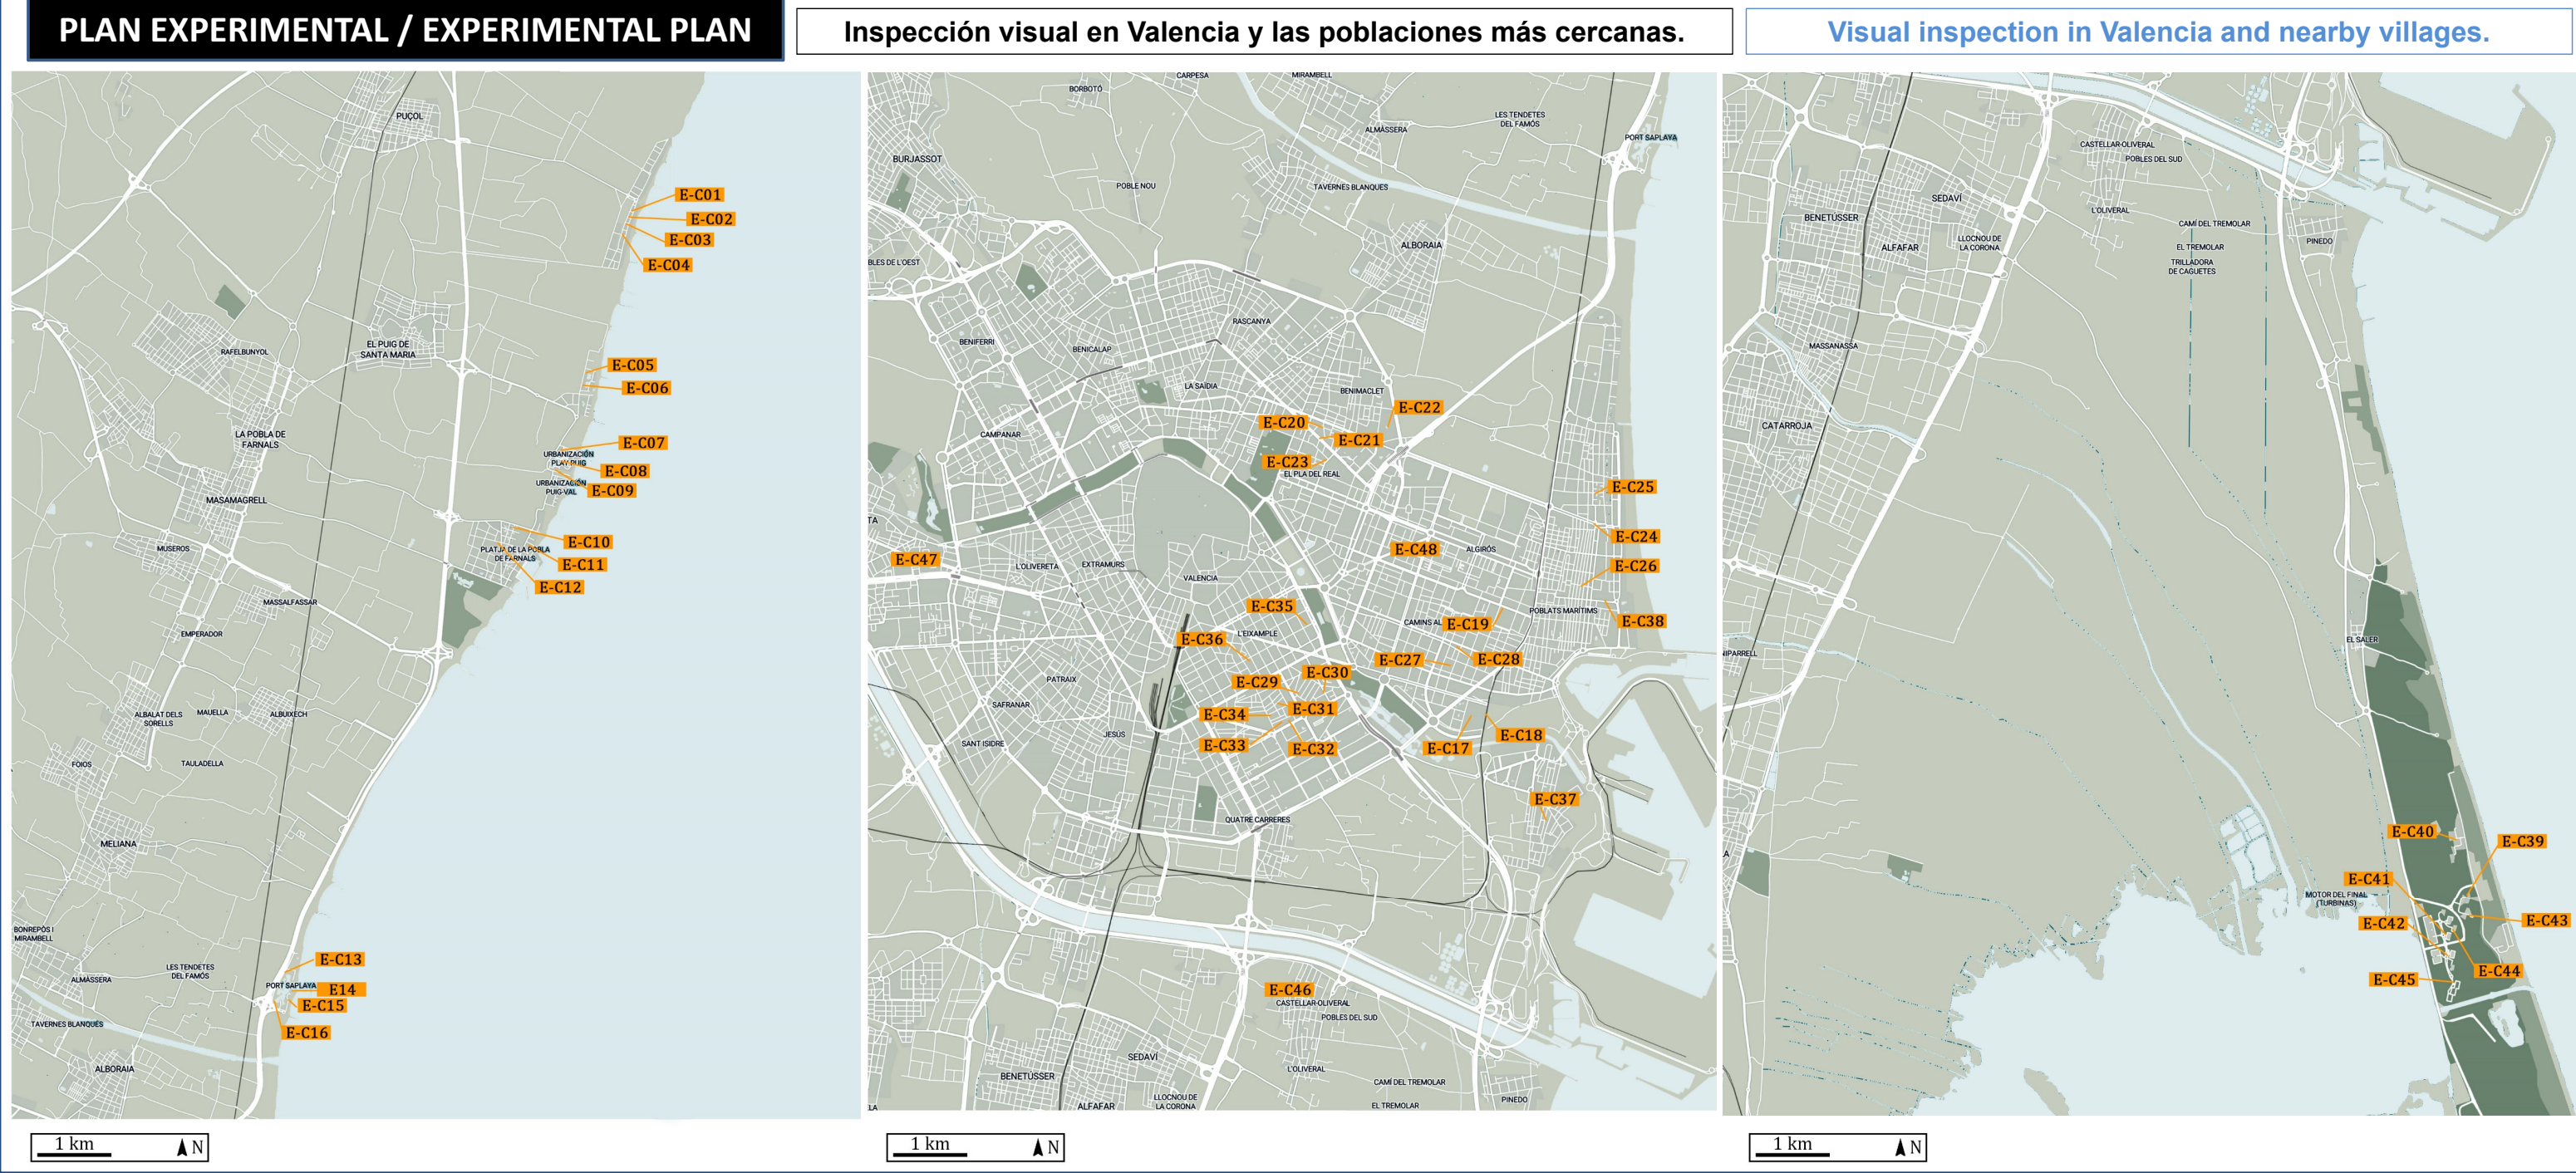 PLAN EXPERIMENTAL / EXPERIMENTAL PLAN
Inspección visual en Valencia y las poblaciones más cercanas.
Visual inspection in Valencia and nearby villages.
PUÇOL
E-C01
E-C02
E-C03
E-C04
RAFELBUNYOL
EL PUIG DE
SANTA MARIA
E-C05
E-C06
LA POBLA DE
FARNALS
E-C07
URBANIZACIÓN
PLAY PUIG
E-C08
URBANIZACIÓN
PUIG-VAL
E-C09
MASAMAGRELL
E-C10
MUSEROS
PLATJA DE LA POBLA
DE FARNALS
E-C11
E-C12
MASSALFASSAR
EMPERADOR
ALBALAT DELS
SORELLS
MAUELLA
ALBUIXECH
FOIOS
TAULADELLA
MELIANA
BONREPÒS I
MIRAMBELL
E-C13
LES TENDETES
DEL FAMÓS
ALMÀSSERA
PORT SAPLAYA
E14
E-C15
TAVERNES BLANQUES
E-C16
ALBORAIA
1 km
N
CARPESA
MIRAMBELL
BORBOTÓ
LES TENDETES
DEL FAMÓS
ALMÀSSERA
PORT SAPLAYA
BURJASSOT
POBLE NOU
TAVERNES BLANQUES
ALBORAIA
BLES DE L'OEST
RASCANYA
BENIFERRI
BENICALAP
LA SAÏDIA
BENIMACLET
E-C22
E-C20
CAMPANAR
E-C21
E-C23
EL PLA DEL REAL
E-C25
TA
E-C24
E-C48
ALGIRÓS
E-C47
L'OLIVERETA
EXTRAMURS
E-C26
VALENCIA
E-C35
POBLATS MARÍTIMS
CAMINS AL
E-C19
E-C38
L'EIXAMPLE
E-C36
E-C27
E-C28
E-C30
PATRAIX
E-C29
SAFRANAR
E-C31
E-C34
JESÚS
E-C18
SANT ISIDRE
E-C33
E-C32
E-C17
E-C37
QUATRE CARRERES
E-C46
CASTELLAR-OLIVERAL
POBLES DEL SUD
SEDAVÍ
L'OLIVERAL
BENETÚSSER
CAMÍ DEL TREMOLAR
LLOCNOU DE
LA CORONA
PINEDO
LA
ALFAFAR
EL TREMOLAR
1 km
N
CASTELLAR-OLIVERAL
POBLES DEL SUD
SEDAVÍ
L'OLIVERAL
BENETÚSSER
CAMÍ DEL TREMOLAR
LLOCNOU DE
LA CORONA
PINEDO
ALFAFAR
EL TREMOLAR
TRILLADORA
DE CAGUETES
MASSANASSA
CATARROJA
EL SALER
NIPARRELL
E-C40
E-C39
A
E-C41
MOTOR DEL FINAL
(TURBINAS)
E-C43
E-C42
E-C44
E-C45
1 km
N